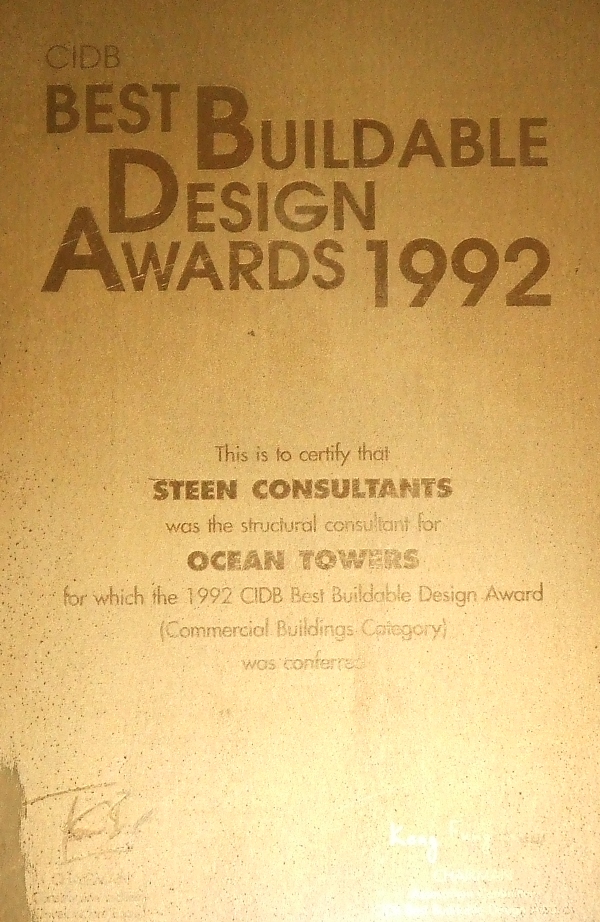 CIDB
BEST BUILDABLE
DESIGN
AWARDS 1992
This is to certify that
STEEN CONSULTANTS
was the structural consultant for
OCEAN TOWERS
for which the 1992 CIDB Best Buildable Design Award
(Commercial Buildings Category)
was conferred